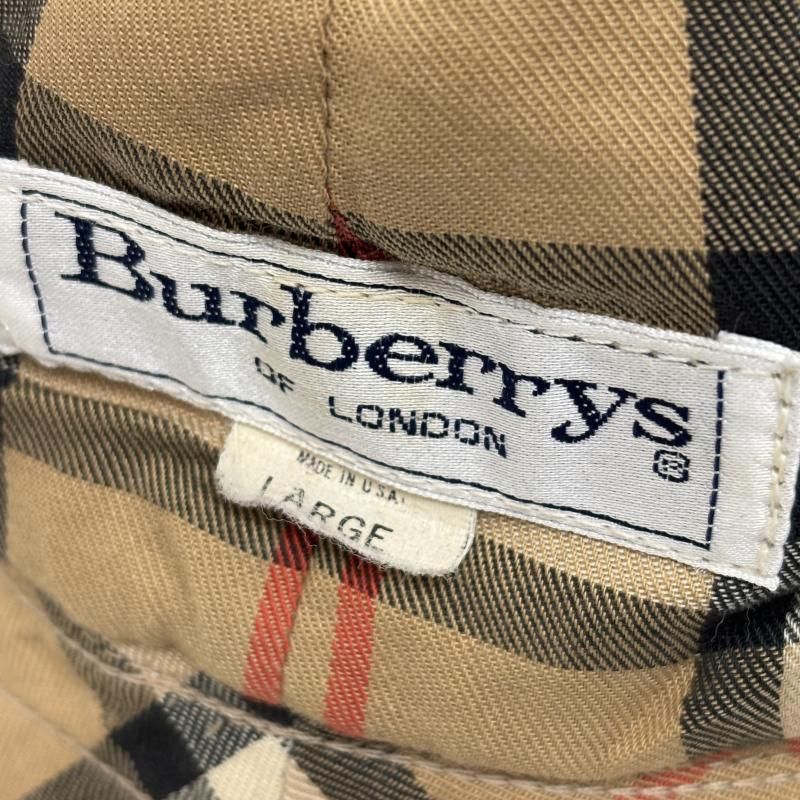 Burberrys®
OF LONDON
MADE IN U.S.A.
LARGE